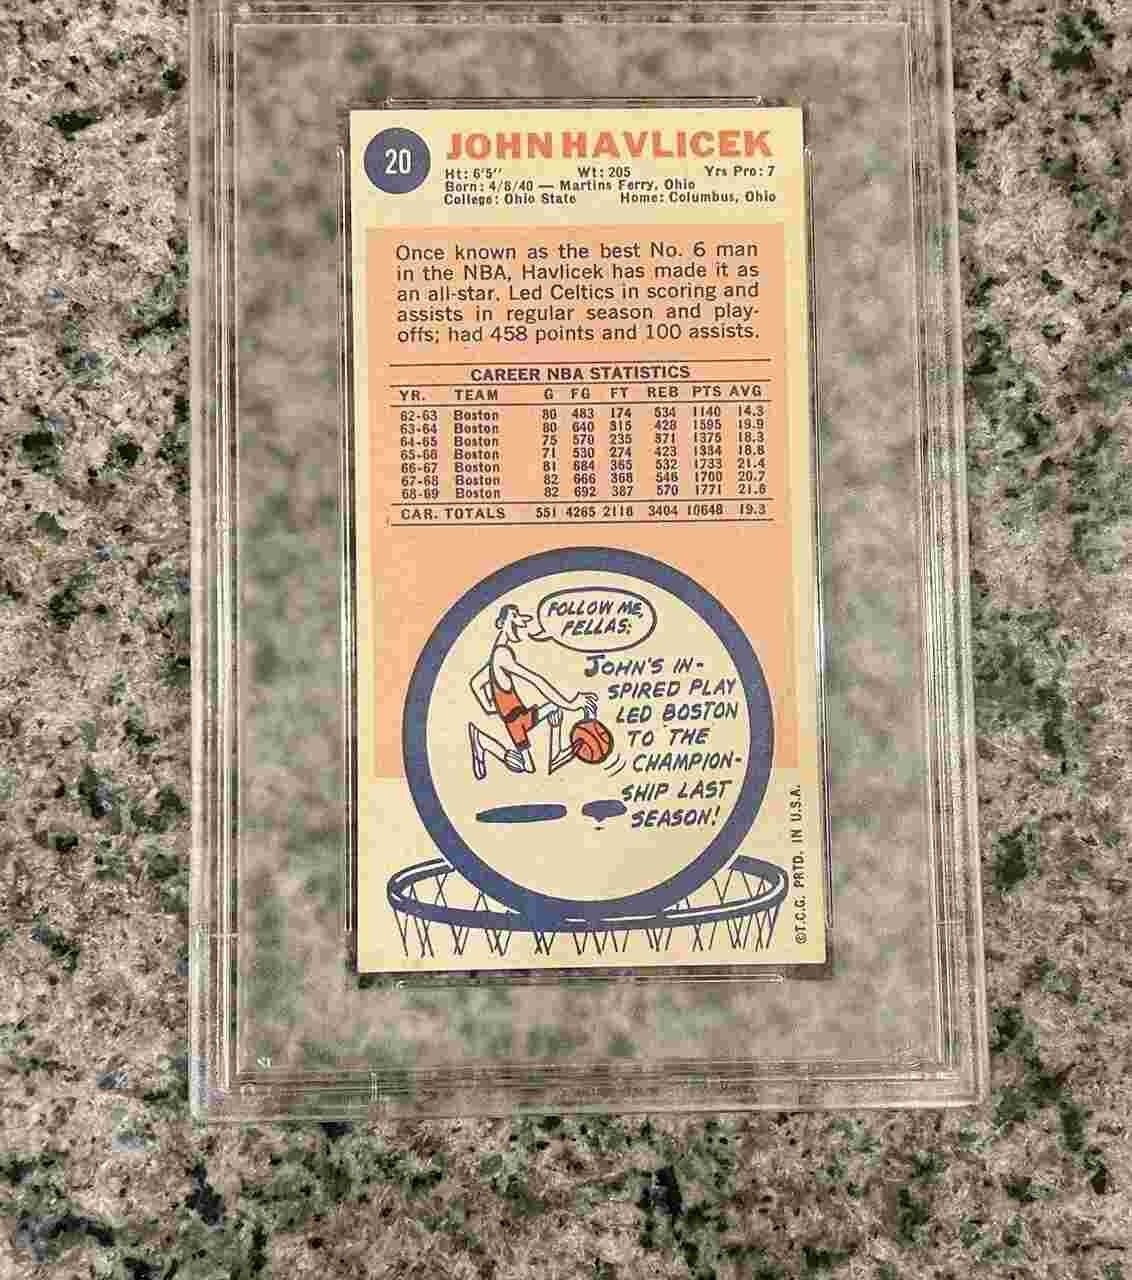 20
JOHN HAVLICEK
Ht: 6'5" Wt: 205 Yrs Pro: 7
Born: 4/8/40 — Martins Ferry, Ohio
College: Ohio State Home: Columbus, Ohio
Once known as the best No. 6 man
in the NBA, Havlicek has made it as
an all-star. Led Celtics in scoring and
assists in regular season and play-
offs; had 458 points and 100 assists.
CAREER NBA STATISTICS
YR. TEAM G FG FT REB PTS AVG
62-63 Boston 80 483 174 534 1140 14.3
63-64 Boston 80 640 315 428 1595 19.9
64-65 Boston 75 570 235 371 1375 18.3
65-66 Boston 71 530 274 423 1334 18.8
66-67 Boston 81 684 365 532 1733 21.4
67-68 Boston 82 666 368 546 1700 20.7
68-69 Boston 82 692 387 570 1771 21.6
CAR. TOTALS 551 4265 2118 3404 10648 19.3
FOLLOW ME,
FELLAS.
JOHN'S IN-
SPIRED PLAY
LED BOSTON
TO THE
CHAMPION-
SHIP LAST
SEASON!
©T.C.G. PRTD. IN U.S.A.